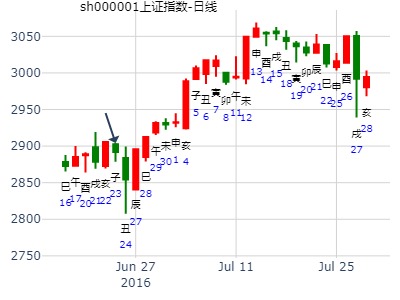 sh000001上证指数-日线
3050
3000
2950
2900
2850
2800
2750
巳
16
午
17
酉
20
戌
21
亥
22
子
23
丑
24
辰
27
巳
28
午
29
未
30
申
1
亥
4
子
5
丑
6
寅
7
卯
8
午
11
未
12
申
13
酉
14
戌
15
丑
18
寅
19
卯
20
辰
21
巳
22
申
25
酉
26
戌
27
亥
28
Jun 27
2016
Jul 11
Jul 25